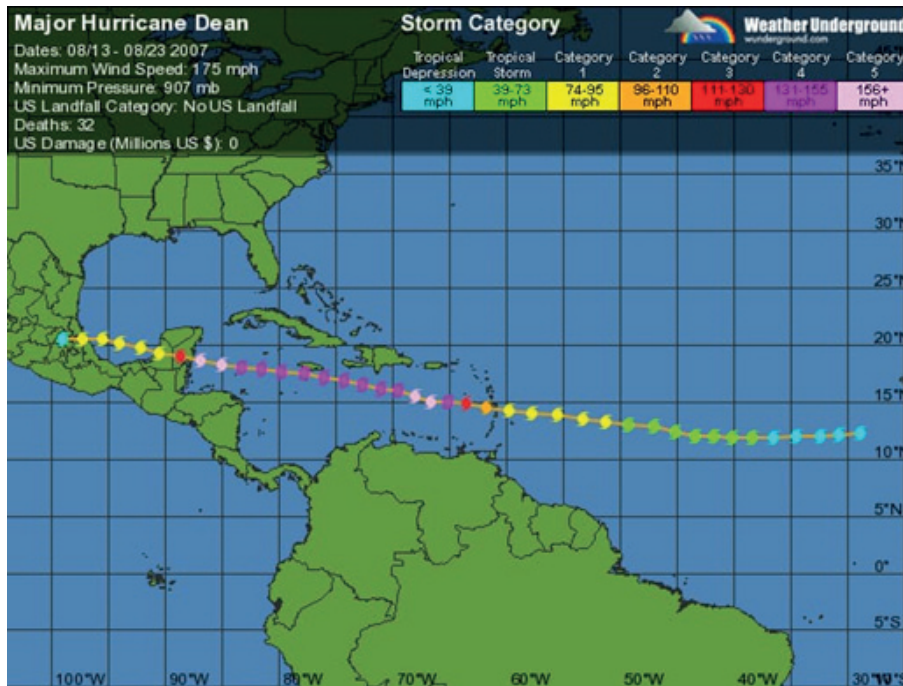 Major Hurricane Dean
Dates: 08/13 - 08/23 2007
Maximum Wind Speed: 175 mph
Minimum Pressure: 907 mb
US Landfall Category: No US Landfall
Deaths: 32
US Damage (Millions US $): 0
Storm Category
Weather Underground
wunderground.com
Tropical Depression
< 39 mph
Tropical Storm
39-73 mph
Category 1
74-95 mph
Category 2
96-110 mph
Category 3
111-130 mph
Category 4
131-155 mph
Category 5
156+ mph
35°N
30°N
25°N
20°N
15°N
10°N
5°N
0°
5°S
100°W 90°W 80°W 70°W 60°W 50°W 40°W 30°W